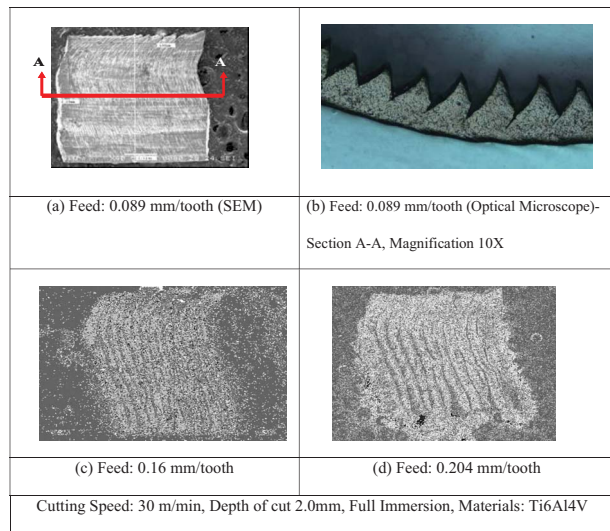 A A
(a) Feed: 0.089 mm/tooth (SEM)
(b) Feed: 0.089 mm/tooth (Optical Microscope)-
Section A-A, Magnification 10X
(c) Feed: 0.16 mm/tooth
(d) Feed: 0.204 mm/tooth
Cutting Speed: 30 m/min, Depth of cut 2.0mm, Full Immersion, Materials: Ti6Al4V